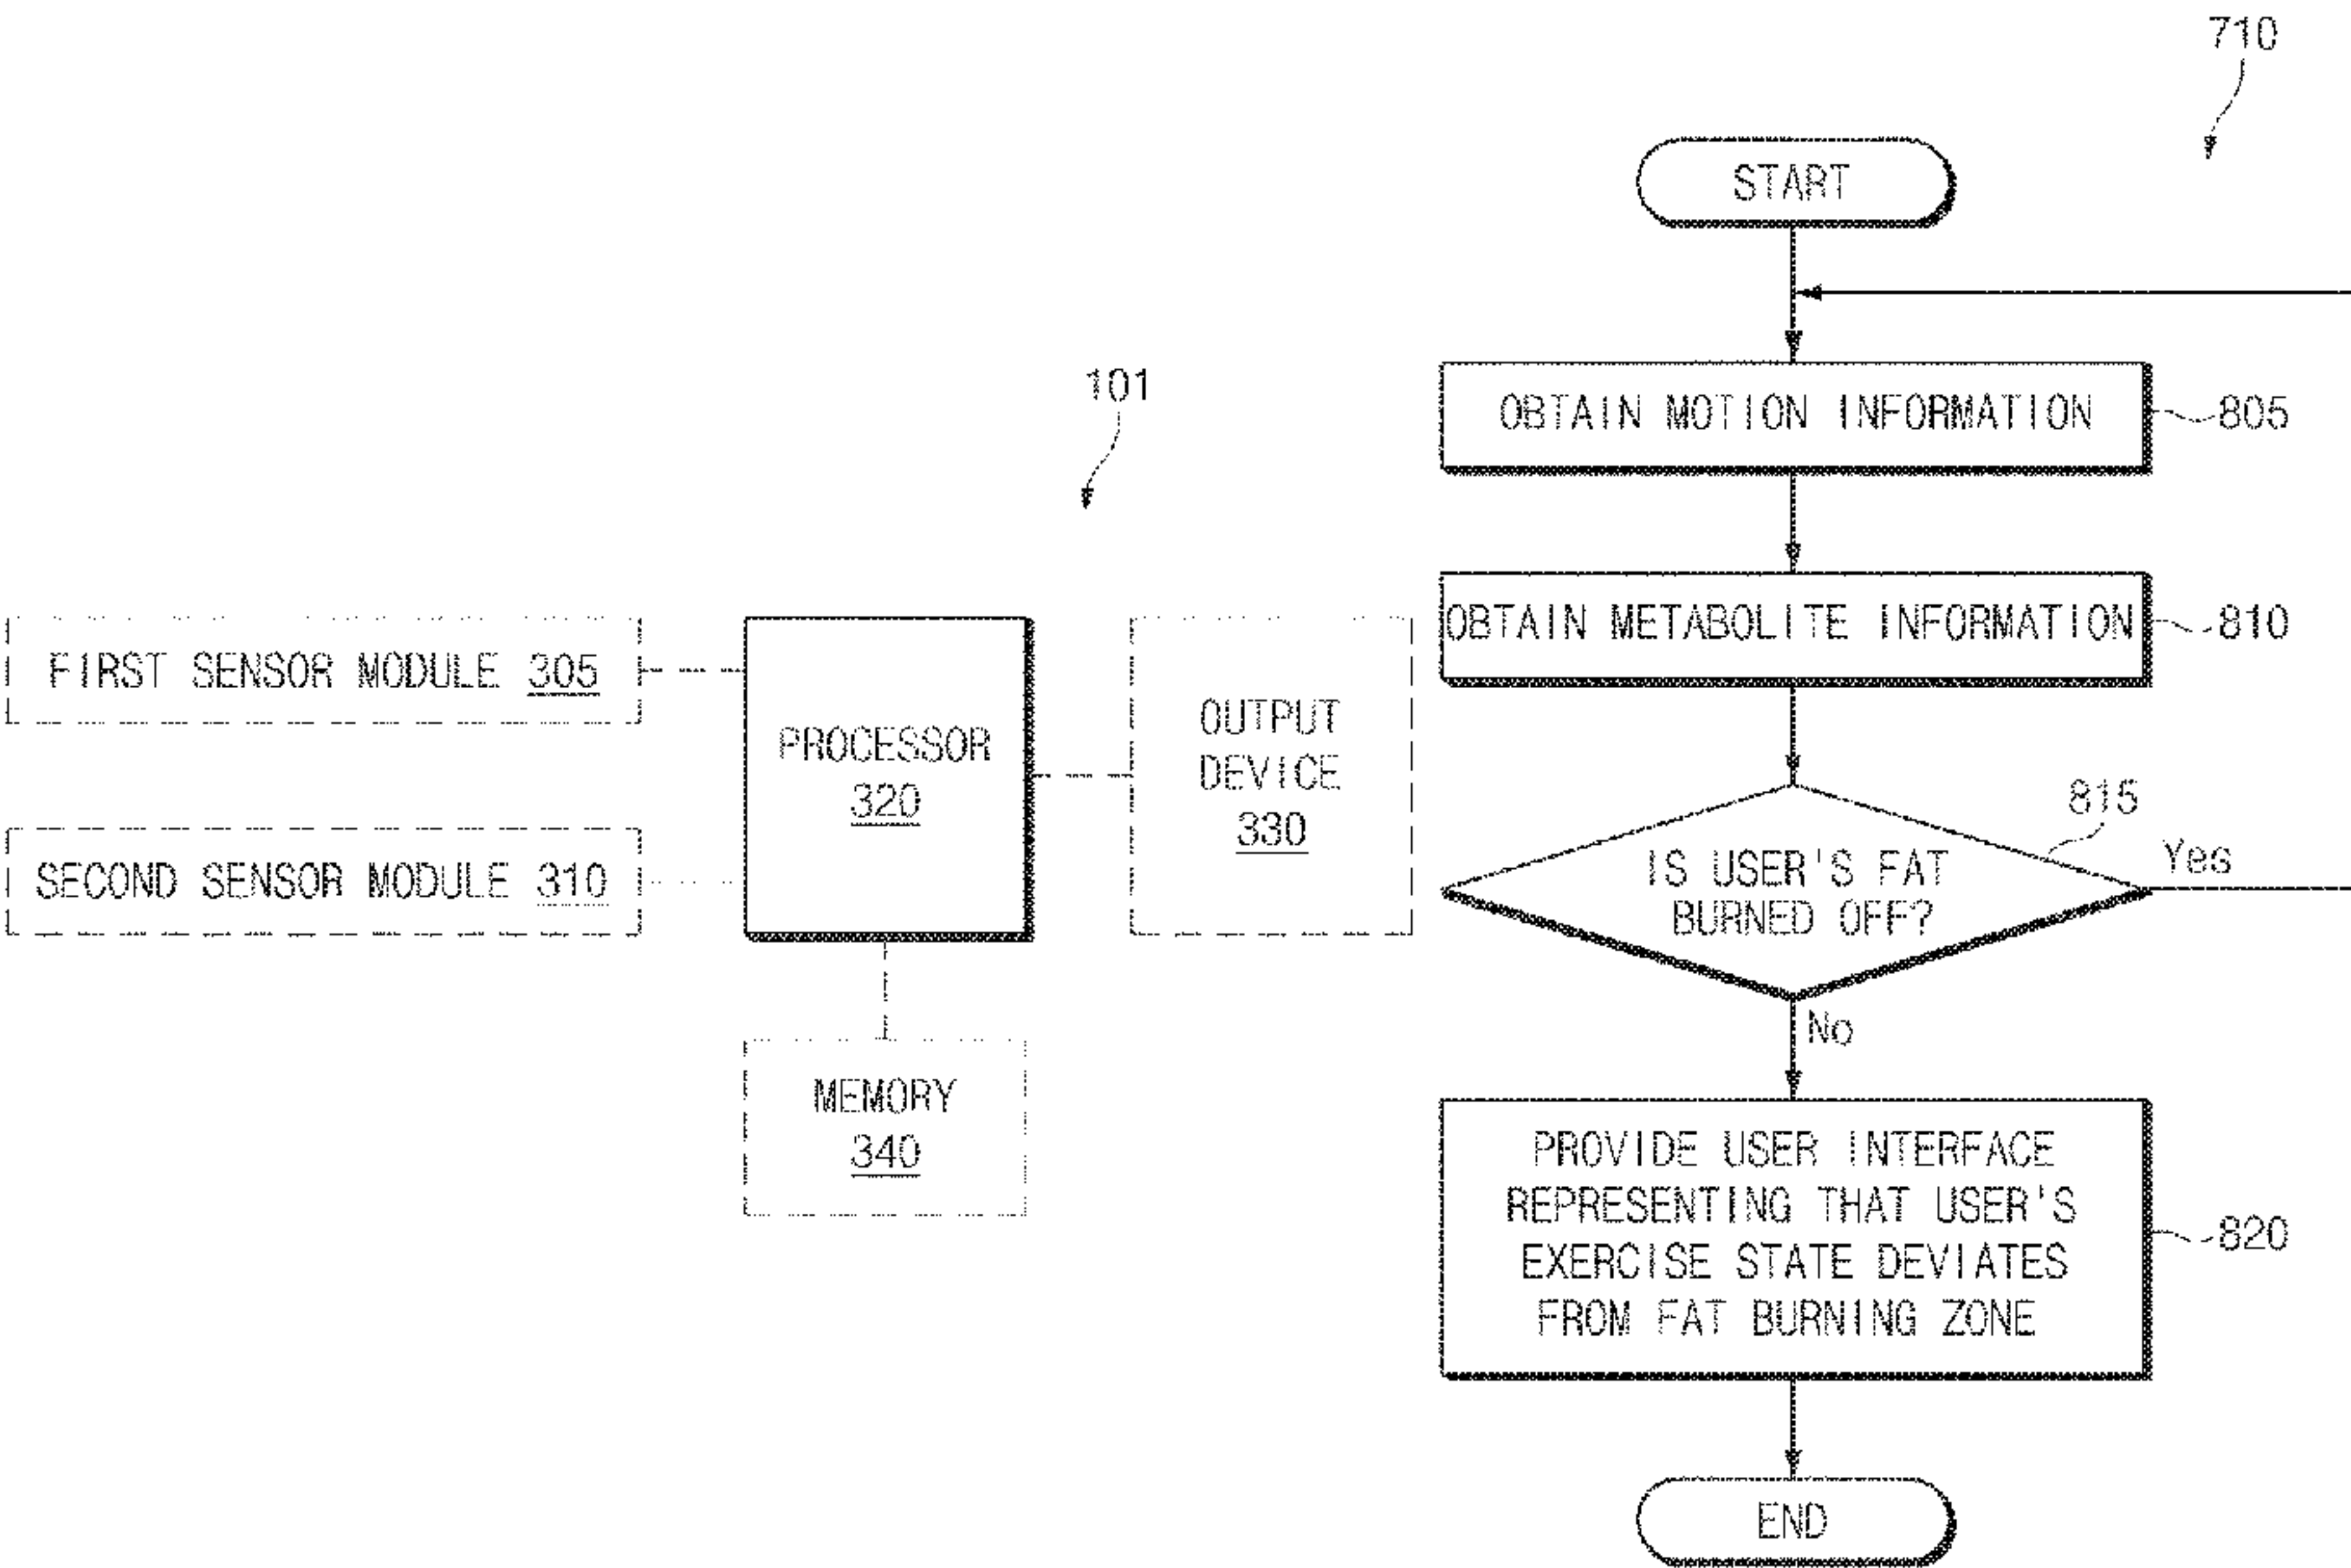 101
FIRST SENSOR MODULE 305
SECOND SENSOR MODULE 310
PROCESSOR
320
OUTPUT
DEVICE
330
MEMORY
340
710
START
OBTAIN MOTION INFORMATION
805
OBTAIN METABOLITE INFORMATION
810
815
IS USER'S FAT
BURNED OFF?
Yes
No
PROVIDE USER INTERFACE
REPRESENTING THAT USER'S
EXERCISE STATE DEVIATES
FROM FAT BURNING ZONE
820
END